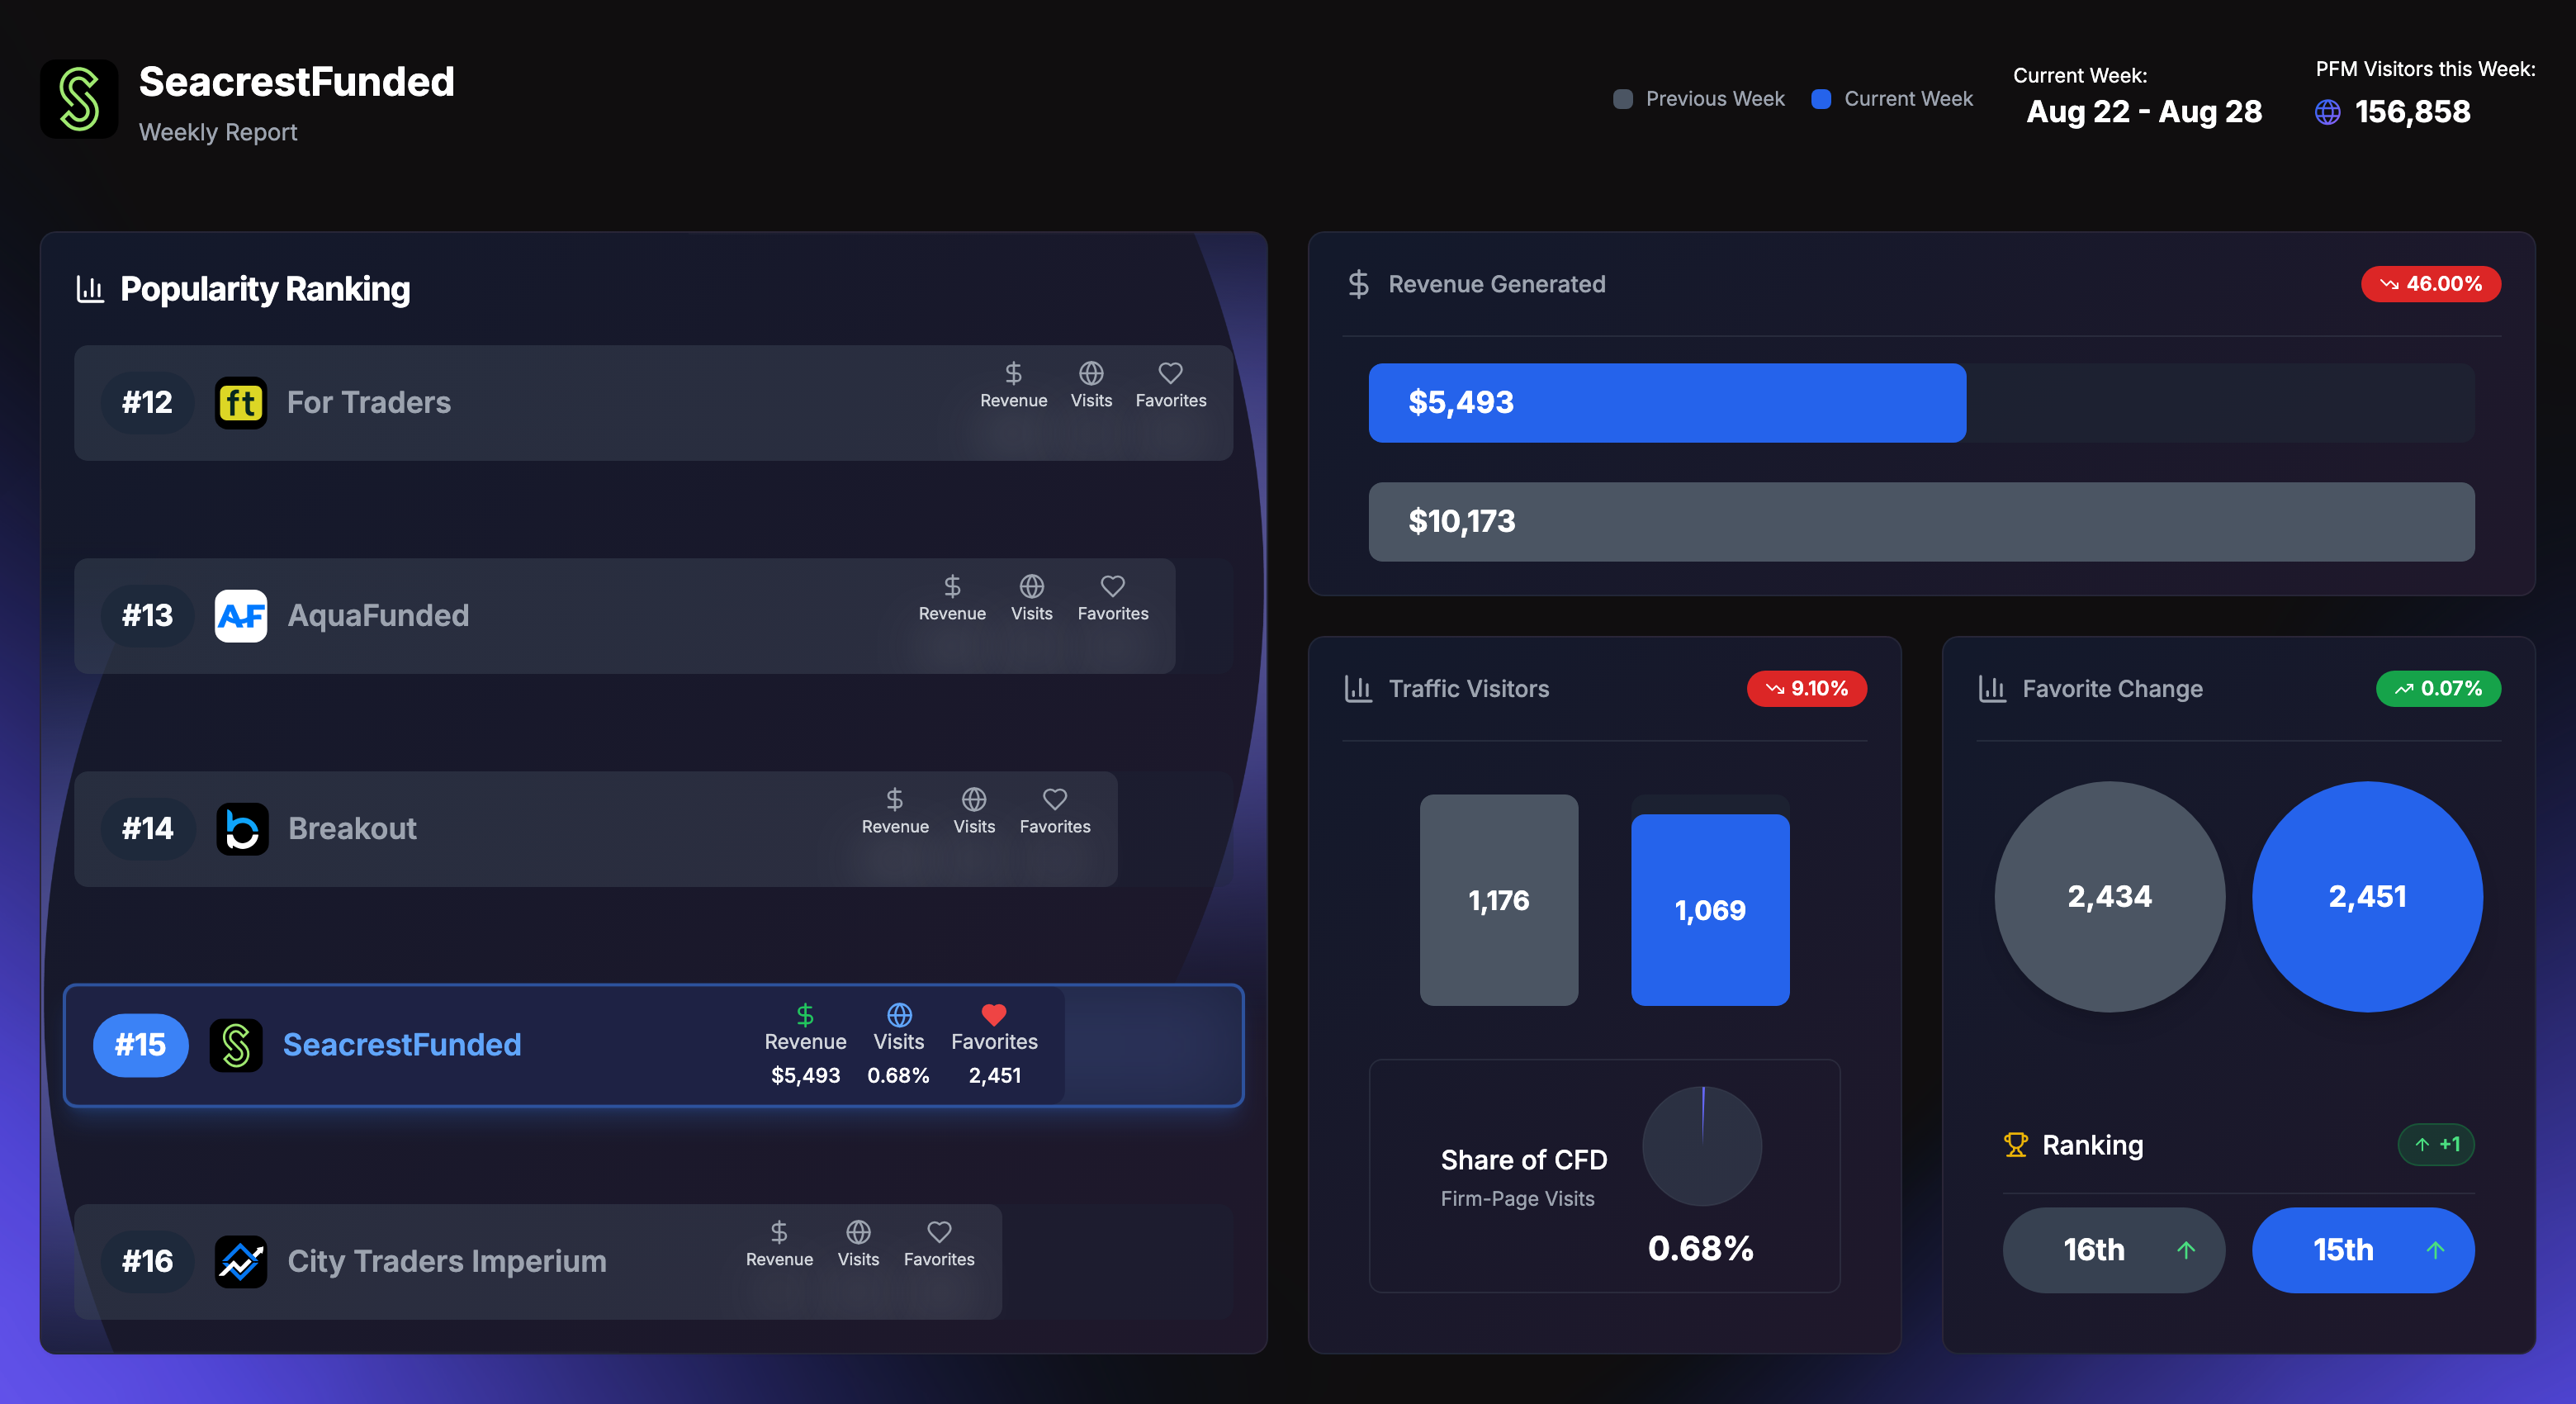 SeacrestFunded
Weekly Report
Previous Week
Current Week
Current Week:
Aug 22 - Aug 28
PFM Visitors this Week:
156,858
Popularity Ranking
#12
ft
For Traders
Revenue
Visits
Favorites
#13
AF
AquaFunded
Revenue
Visits
Favorites
#14
Breakout
Revenue
Visits
Favorites
#15
SeacrestFunded
Revenue
Visits
Favorites
$5,493
0.68%
2,451
#16
City Traders Imperium
Revenue
Visits
Favorites
Revenue Generated
46.00%
$5,493
$10,173
Traffic Visitors
9.10%
1,176
1,069
Share of CFD
Firm-Page Visits
0.68%
Favorite Change
0.07%
2,434
2,451
Ranking
+1
16th
15th